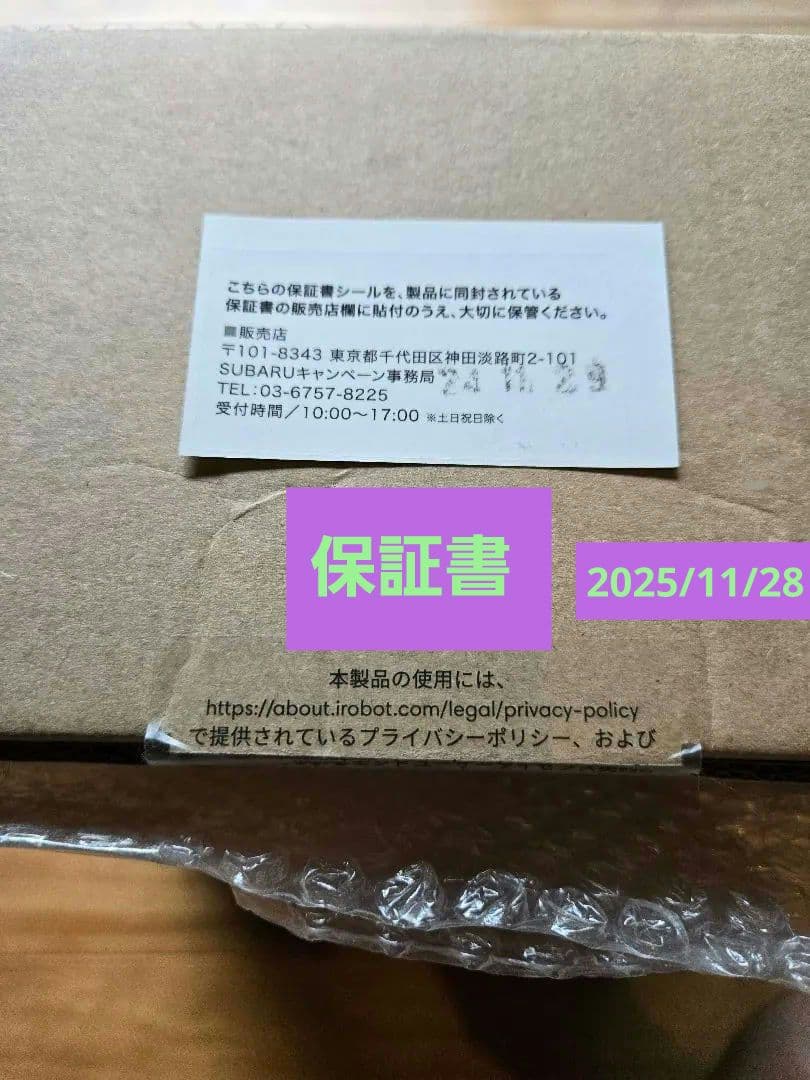 こちらの保証書シールを、製品に同封されている
保証書の販売店欄に貼付のうえ、大切に保管ください。
■販売店
〒101-8343 東京都千代田区神田淡路町2-101
SUBARUキャンペーン事務局 24.11.29
TEL：03-6757-8225
受付時間／10:00〜17:00 ※土日祝日除く
保証書
2025/11/28
本製品の使用には、
https://about.irobot.com/legal/privacy-policy
で提供されているプライバシーポリシー、および